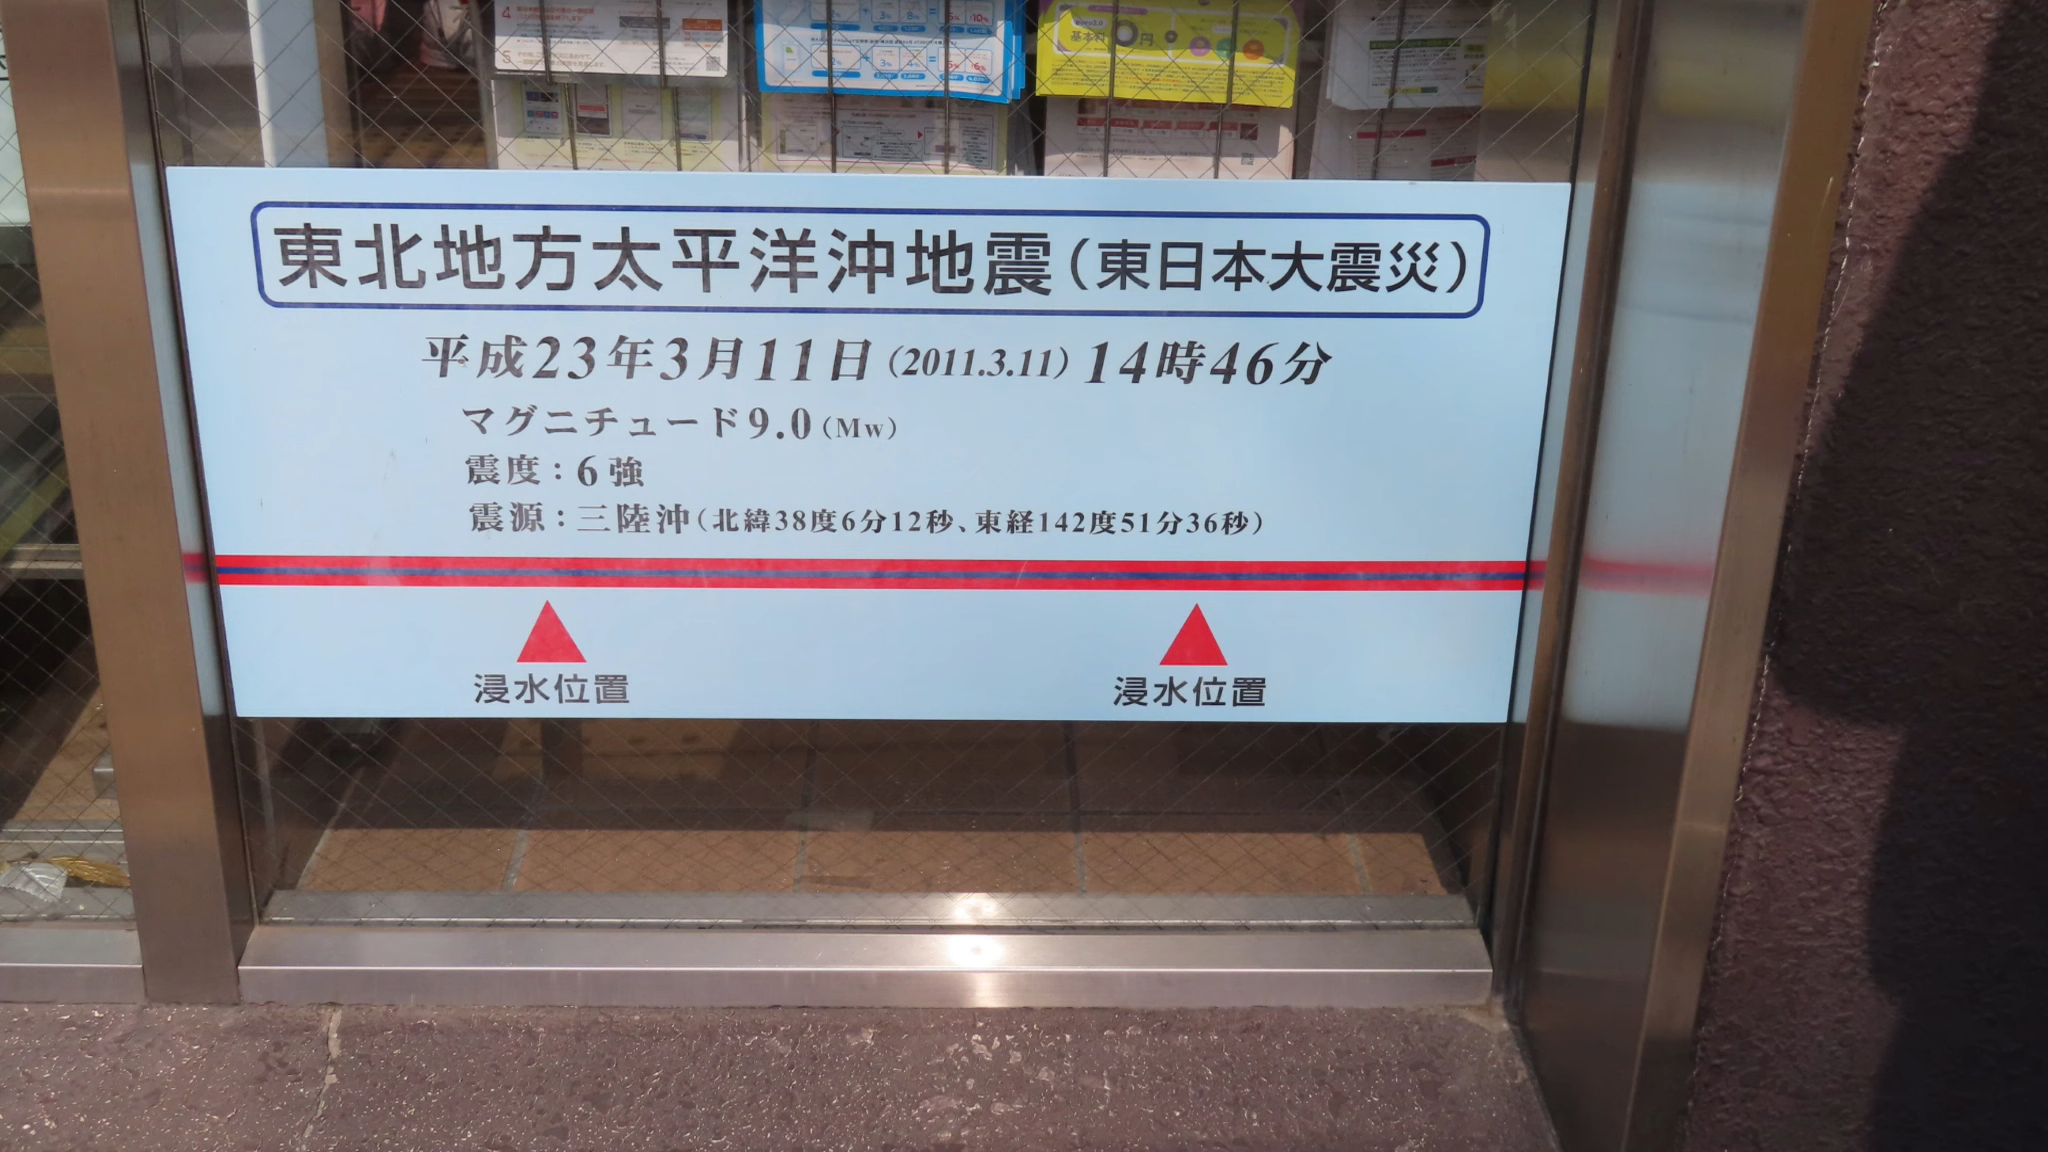 基本料 円
東北地方太平洋沖地震(東日本大震災)
平成23年3月11日(2011.3.11)14時46分
マグニチュード9.0(Mw)
震度:6強
震源:三陸沖(北緯38度6分12秒、東経142度51分36秒)
浸水位置 浸水位置